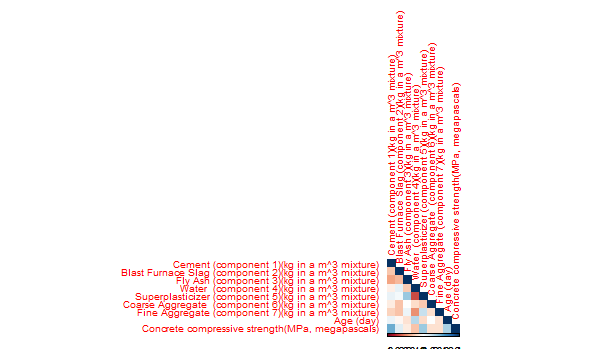 Cement (component 1)(kg in a m^3 mixture)
Blast Furnace Slag (component 2)(kg in a m^3 mixture)
Fly Ash (component 3)(kg in a m^3 mixture)
Water  (component 4)(kg in a m^3 mixture)
Superplasticizer (component 5)(kg in a m^3 mixture)
Coarse Aggregate  (component 6)(kg in a m^3 mixture)
Fine Aggregate (component 7)(kg in a m^3 mixture)
Age (day)
Concrete compressive strength(MPa, megapascals)
Cement (component 1)(kg in a m^3 mixture)
Blast Furnace Slag (component 2)(kg in a m^3 mixture)
Fly Ash (component 3)(kg in a m^3 mixture)
Water  (component 4)(kg in a m^3 mixture)
Superplasticizer (component 5)(kg in a m^3 mixture)
Coarse Aggregate  (component 6)(kg in a m^3 mixture)
Fine Aggregate (component 7)(kg in a m^3 mixture)
Age (day)
Concrete compressive strength(MPa, megapascals)